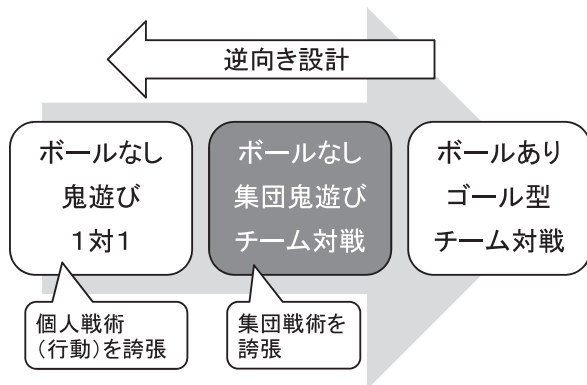 逆向き設計
ボールなし
鬼遊び
1対1
ボールなし
集団鬼遊び
チーム対戦
ボールあり
ゴール型
チーム対戦
個人戦術
(行動)を誇張
集団戦術を
誇張